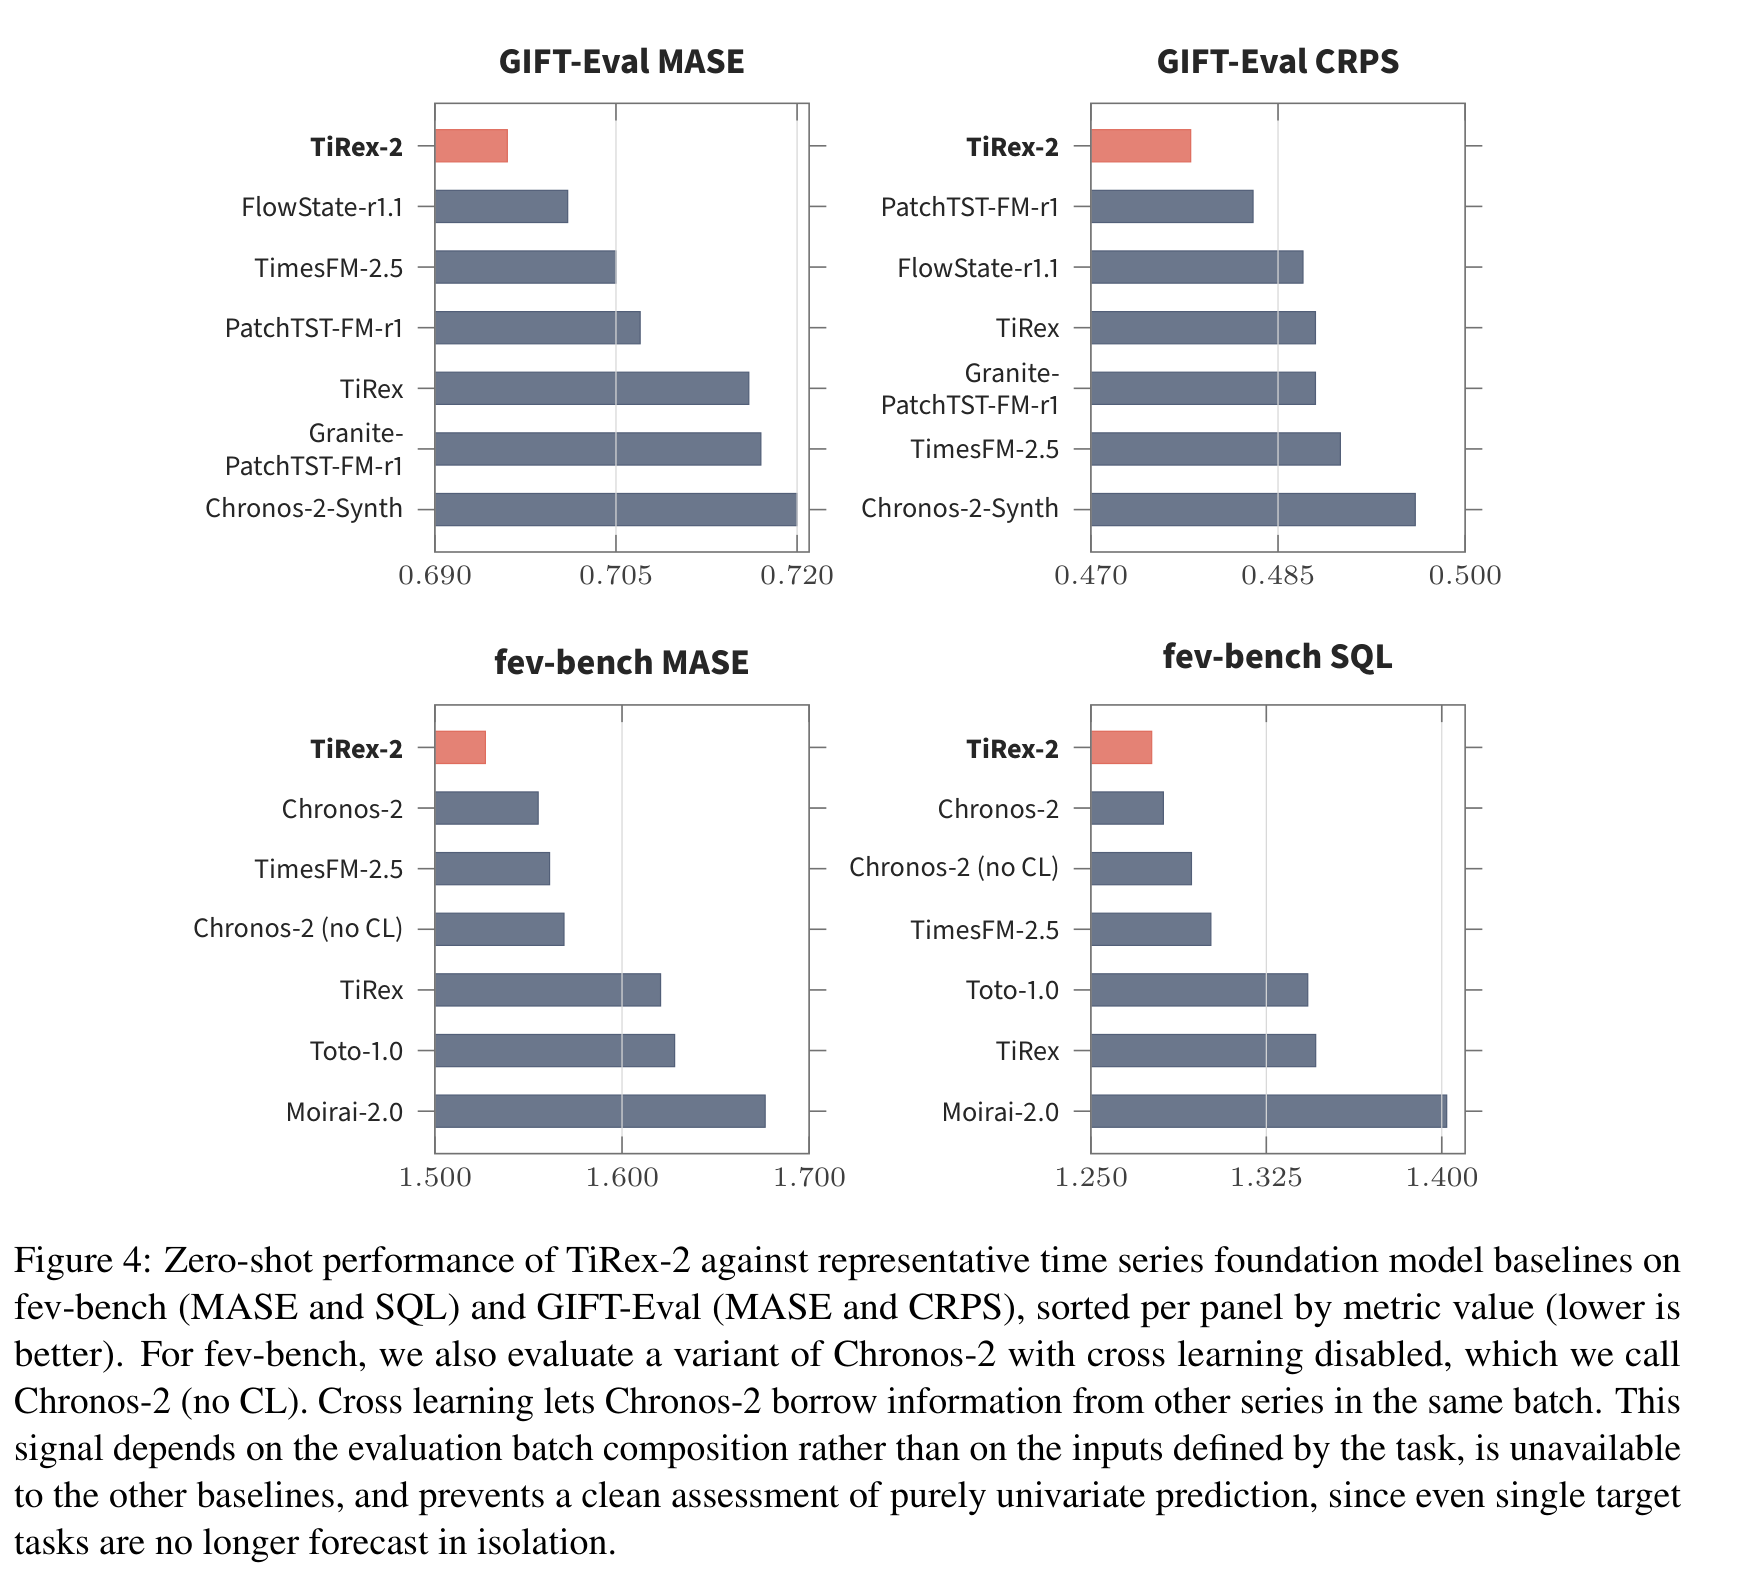 GIFT-Eval MASE
TiRex-2
FlowState-r1.1
TimesFM-2.5
PatchTST-FM-r1
TiRex
Granite-
PatchTST-FM-r1
Chronos-2-Synth
0.690 0.705 0.720
GIFT-Eval CRPS
TiRex-2
PatchTST-FM-r1
FlowState-r1.1
TiRex
Granite-
PatchTST-FM-r1
TimesFM-2.5
Chronos-2-Synth
0.470 0.485 0.500
fev-bench MASE
TiRex-2
Chronos-2
TimesFM-2.5
Chronos-2 (no CL)
TiRex
Toto-1.0
Moirai-2.0
1.500 1.600 1.700
fev-bench SQL
TiRex-2
Chronos-2
Chronos-2 (no CL)
TimesFM-2.5
Toto-1.0
TiRex
Moirai-2.0
1.250 1.325 1.400
Figure 4: Zero-shot performance of TiRex-2 against representative time series foundation model baselines on
fev-bench (MASE and SQL) and GIFT-Eval (MASE and CRPS), sorted per panel by metric value (lower is
better). For fev-bench, we also evaluate a variant of Chronos-2 with cross learning disabled, which we call
Chronos-2 (no CL). Cross learning lets Chronos-2 borrow information from other series in the same batch. This
signal depends on the evaluation batch composition rather than on the inputs defined by the task, is unavailable
to the other baselines, and prevents a clean assessment of purely univariate prediction, since even single target
tasks are no longer forecast in isolation.